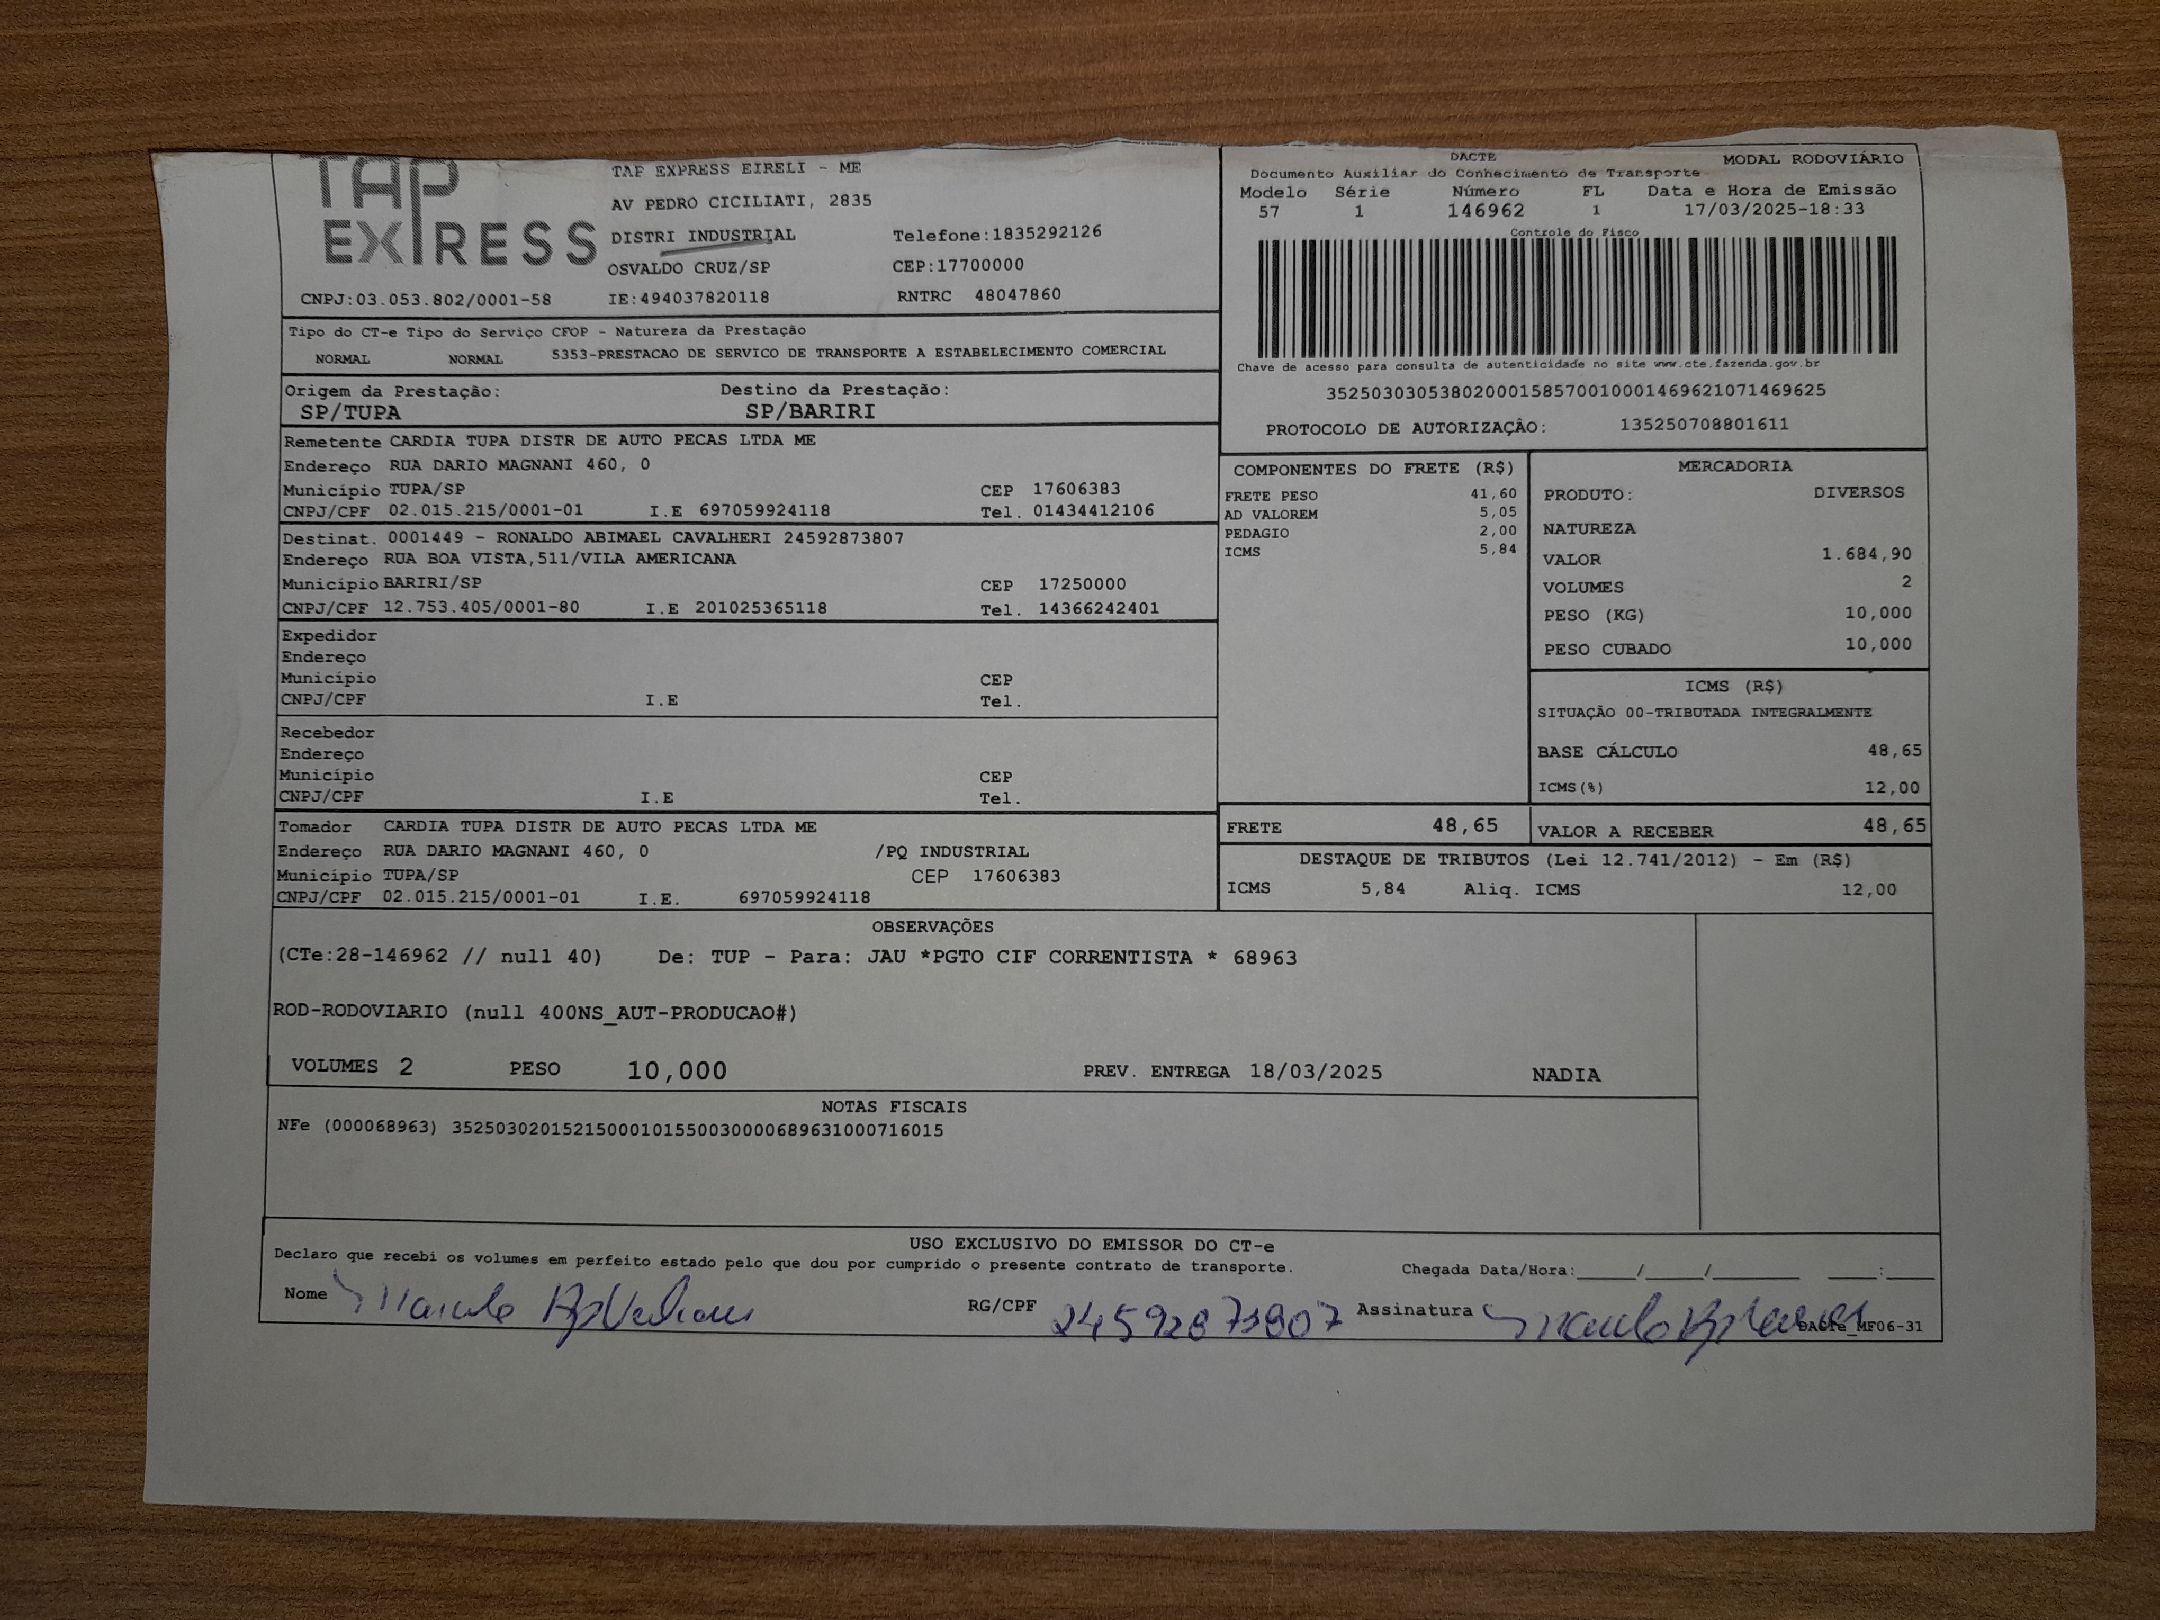 TAP EXPRESS
TAP EXPRESS EIRELI - ME
AV PEDRO CICILIATI, 2835
DISTRI INDUSTRIAL Telefone:1835292126
OSVALDO CRUZ/SP CEP:17700000
CNPJ:03.053.802/0001-58 IE:494037820118 RNTRC 48047860
DACTE MODAL RODOVIÁRIO
Documento Auxiliar do Conhecimento de Transporte
Modelo Série Número FL Data e Hora de Emissão
57 1 146962 1 17/03/2025-18:33
Controle do Fisco
Chave de acesso para consulta de autenticidade no site www.cte.fazenda.gov.br
35250303053802000158570010001469621071469625
PROTOCOLO DE AUTORIZAÇÃO: 135250708801611
Tipo do CT-e Tipo do Serviço CFOP - Natureza da Prestação
NORMAL NORMAL 5353-PRESTACAO DE SERVICO DE TRANSPORTE A ESTABELECIMENTO COMERCIAL
Origem da Prestação: Destino da Prestação:
SP/TUPA SP/BARIRI
Remetente CARDIA TUPA DISTR DE AUTO PECAS LTDA ME
Endereço RUA DARIO MAGNANI 460, 0
Município TUPA/SP CEP 17606383
CNPJ/CPF 02.015.215/0001-01 I.E 697059924118 Tel. 01434412106
Destinat. 0001449 - RONALDO ABIMAEL CAVALHERI 24592873807
Endereço RUA BOA VISTA,511/VILA AMERICANA
Município BARIRI/SP CEP 17250000
CNPJ/CPF 12.753.405/0001-80 I.E 201025365118 Tel. 14366242401
Expedidor
Endereço
Município CEP
CNPJ/CPF I.E Tel.
Recebedor
Endereço
Município CEP
CNPJ/CPF I.E Tel.
Tomador CARDIA TUPA DISTR DE AUTO PECAS LTDA ME
Endereço RUA DARIO MAGNANI 460, 0 /PQ INDUSTRIAL
Município TUPA/SP CEP 17606383
CNPJ/CPF 02.015.215/0001-01 I.E. 697059924118
COMPONENTES DO FRETE (R$)
FRETE PESO 41,60
AD VALOREM 5,05
PEDAGIO 2,00
ICMS 5,84
MERCADORIA
PRODUTO: DIVERSOS
NATUREZA
VALOR 1.684,90
VOLUMES 2
PESO (KG) 10,000
PESO CUBADO 10,000
ICMS (R$)
SITUAÇÃO 00-TRIBUTADA INTEGRALMENTE
BASE CÁLCULO 48,65
ICMS(%) 12,00
FRETE 48,65 VALOR A RECEBER 48,65
DESTAQUE DE TRIBUTOS (Lei 12.741/2012) - Em (R$)
ICMS 5,84 Aliq. ICMS 12,00
OBSERVAÇÕES
(CTe:28-146962 // null 40) De: TUP - Para: JAU *PGTO CIF CORRENTISTA * 68963
ROD-RODOVIARIO (null 400NS_AUT-PRODUCAO#)
VOLUMES 2 PESO 10,000 PREV. ENTREGA 18/03/2025 NADIA
NOTAS FISCAIS
NFe (000068963) 35250302015215000101550030000689631000716015
USO EXCLUSIVO DO EMISSOR DO CT-e
Declaro que recebi os volumes em perfeito estado pelo que dou por cumprido o presente contrato de transporte. Chegada Data/Hora:____/____/______ ____:____
Nome RG/CPF 24592873807 Assinatura
DACTe_MF06-31